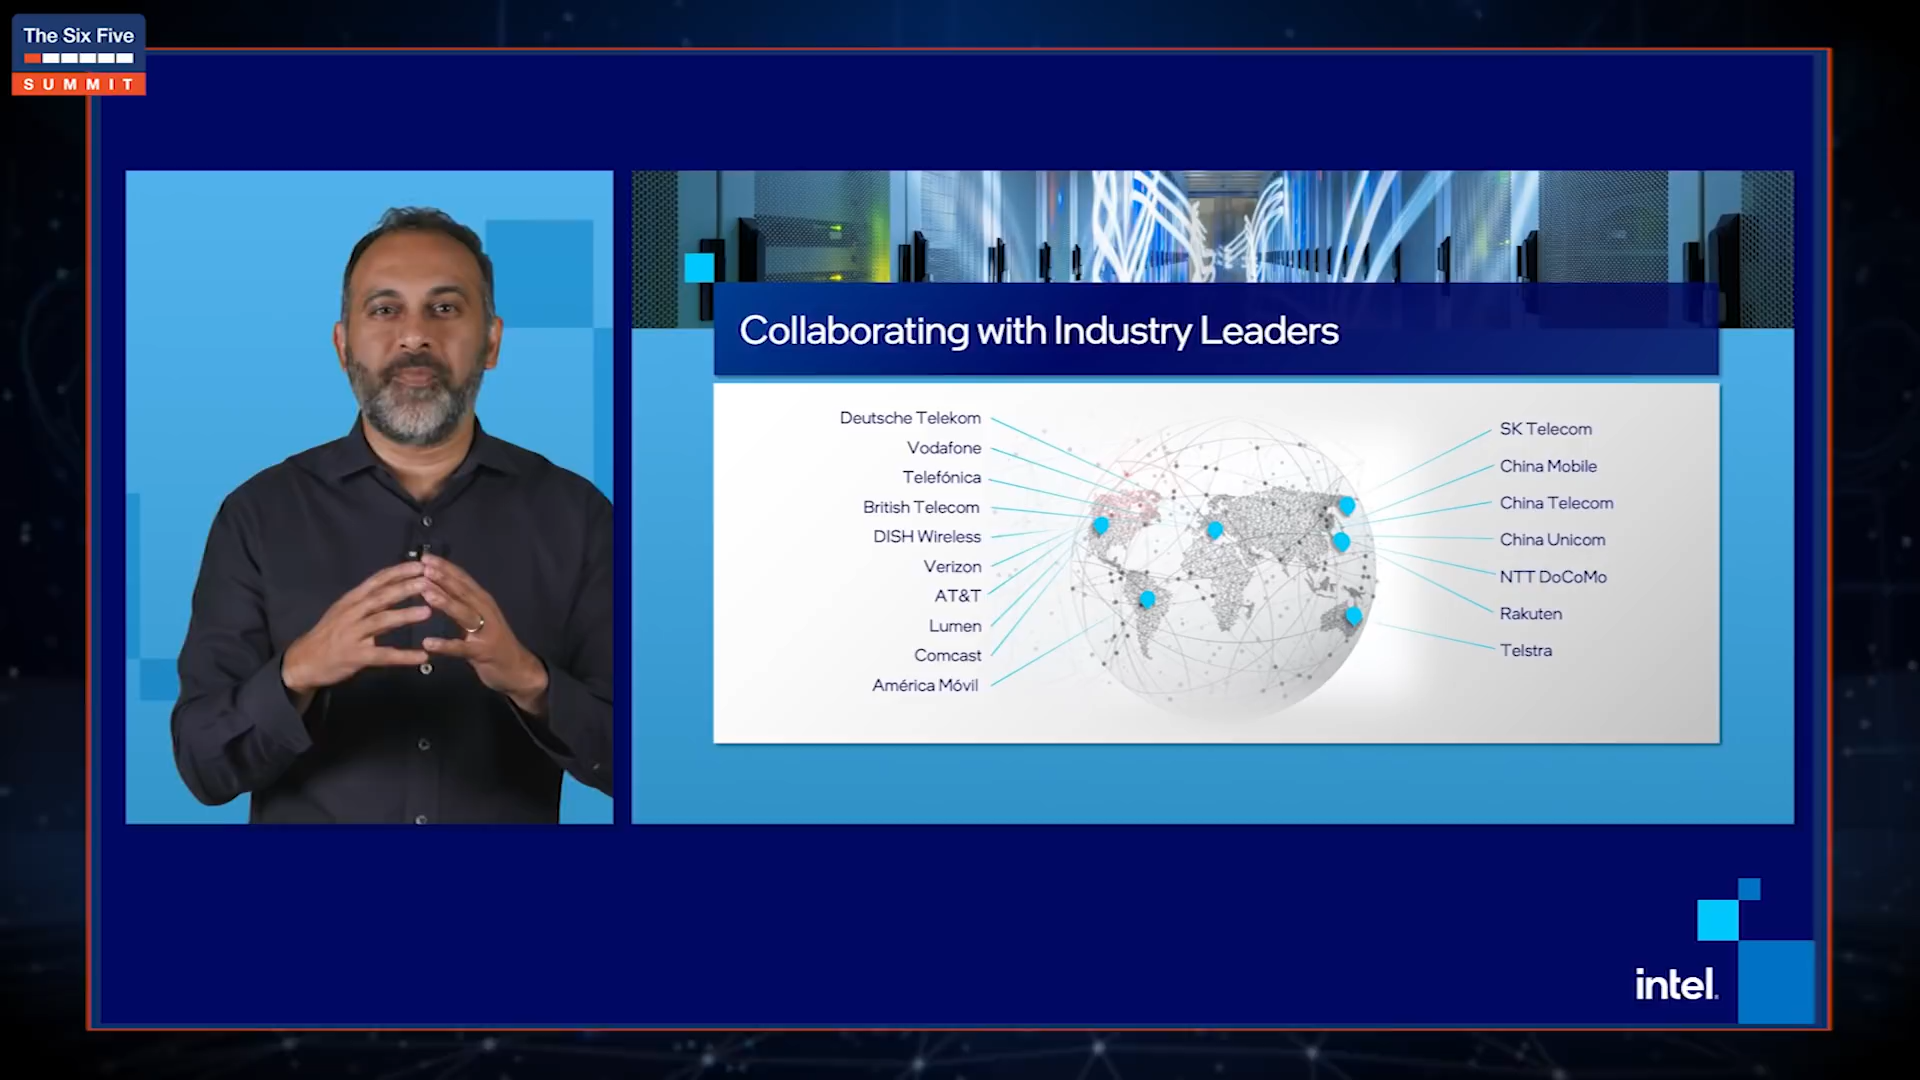 The Six Five
SUMMIT
Collaborating with Industry Leaders
Deutsche Telekom
Vodafone
Telefónica
British Telecom
DISH Wireless
Verizon
AT&T
Lumen
Comcast
América Móvil
SK Telecom
China Mobile
China Telecom
China Unicom
NTT DoCoMo
Rakuten
Telstra
intel.